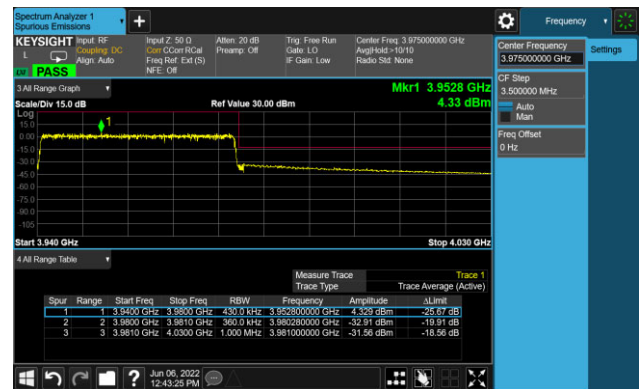 Spectrum Analyzer 1
Spurious Emissions
Frequency
KEYSIGHT
Input: RF
Coupling: DC
Align: Auto
Input Z: 50 Ω
Corr CCorr RCal
Freq Ref: Ext (S)
NFE: Off
Atten: 20 dB
Preamp: Off
Trig: Free Run
Gate: LO
IF Gain: Low
Center Freq: 3.975000000 GHz
Avg|Hold:>10/10
Radio Std: None
L
PASS
Center Frequency
3.975000000 GHz
Settings
CF Step
3.500000 MHz
Auto
Man
Freq Offset
0 Hz
3 All Range Graph
Mkr1 3.9528 GHz
Scale/Div 15.0 dB
Ref Value 30.00 dBm
4.33 dBm
Log
1
15.0
0.00
-15.0
-30.0
-45.0
-60.0
-75.0
-90.0
-105
Start 3.940 GHz
Stop 4.030 GHz
4 All Range Table
Measure Trace Trace 1
Trace Type Trace Average (Active)
Spur Range Start Freq Stop Freq RBW Frequency Amplitude ΔLimit
1 1 3.9400 GHz 3.9800 GHz 430.0 kHz 3.952800000 GHz 4.329 dBm -25.67 dB
2 2 3.9800 GHz 3.9810 GHz 360.0 kHz 3.980280000 GHz -32.91 dBm -19.91 dB
3 3 3.9810 GHz 4.0300 GHz 1.000 MHz 3.981000000 GHz -31.56 dBm -18.56 dB
Jun 06, 2022
12:43:25 PM